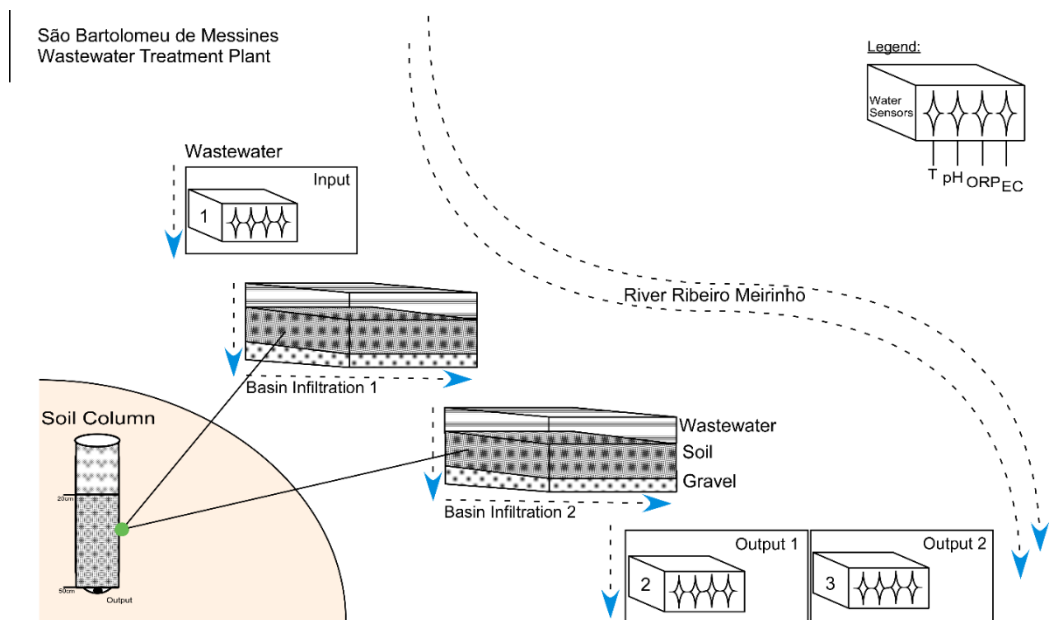 São Bartolomeu de Messines
Wastewater Treatment Plant
Legend:
Water
Sensors
T pH ORP EC
Wastewater
Input
1
River Ribeiro Meirinho
Basin Infiltration 1
Soil Column
20cm
50cm
Output
Wastewater
Soil
Gravel
Basin Infiltration 2
Output 1
2
Output 2
3